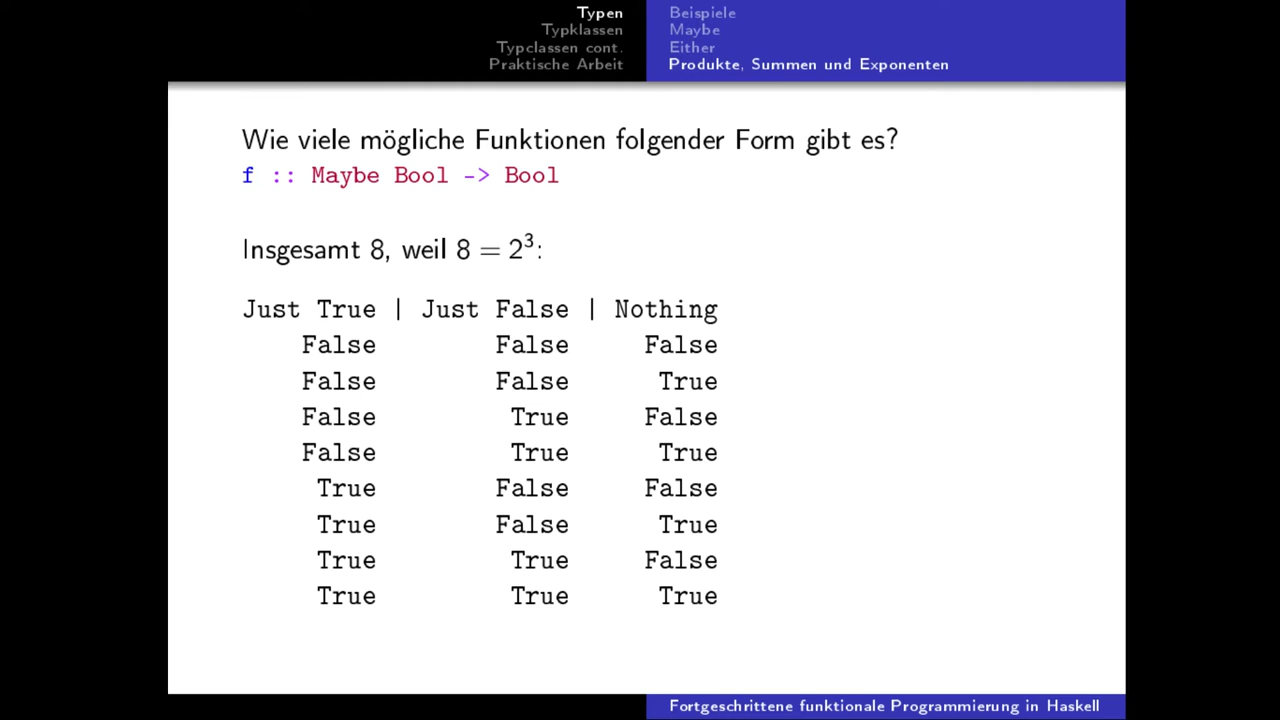 Typen
Typklassen
Typclassen cont.
Praktische Arbeit
Beispiele
Maybe
Either
Produkte, Summen und Exponenten
Wie viele mögliche Funktionen folgender Form gibt es?
f :: Maybe Bool -> Bool
Insgesamt 8, weil 8 = 2³:
Just True | Just False | Nothing
False False False
False False True
False True False
False True True
True False False
True False True
True True False
True True True
Fortgeschrittene funktionale Programmierung in Haskell